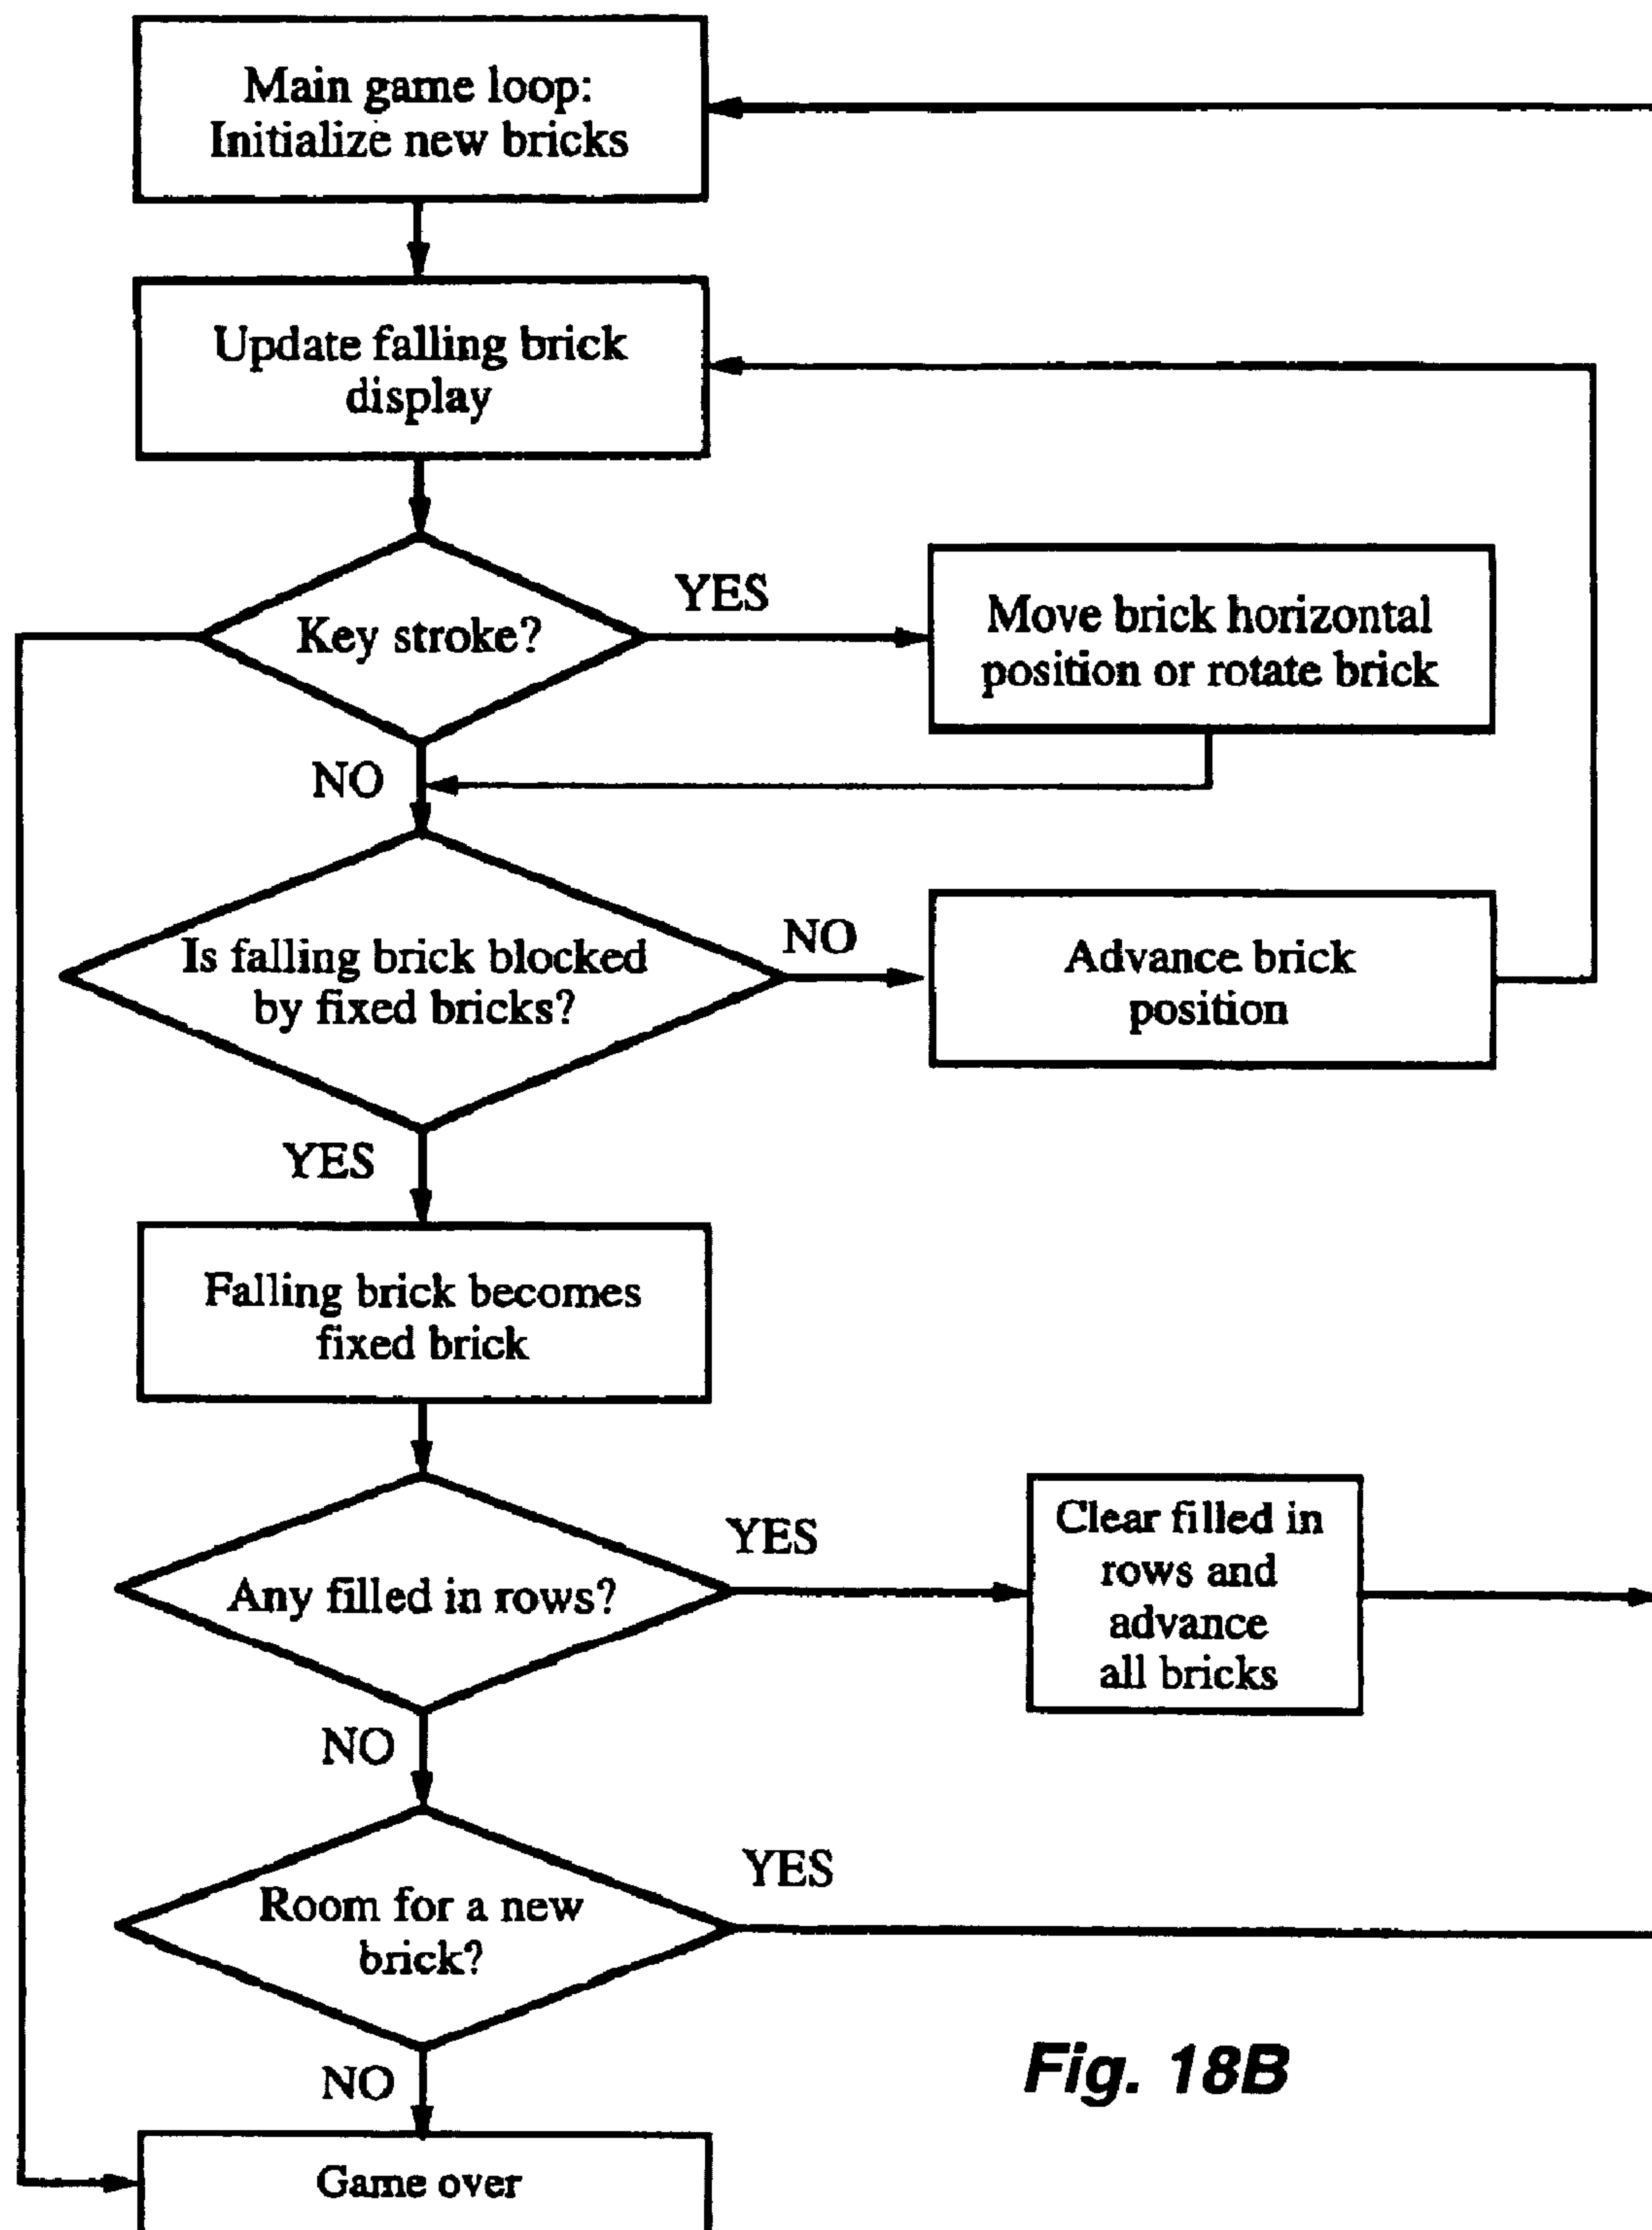 Main game loop:
Initialize new bricks
Update falling brick
display
Key stroke?
YES
Move brick horizontal
position or rotate brick
NO
Is falling brick blocked
by fixed bricks?
NO
Advance brick
position
YES
Falling brick becomes
fixed brick
Any filled in rows?
YES
Clear filled in
rows and
advance
all bricks
NO
Room for a new
brick?
YES
NO
Game over
Fig. 18B